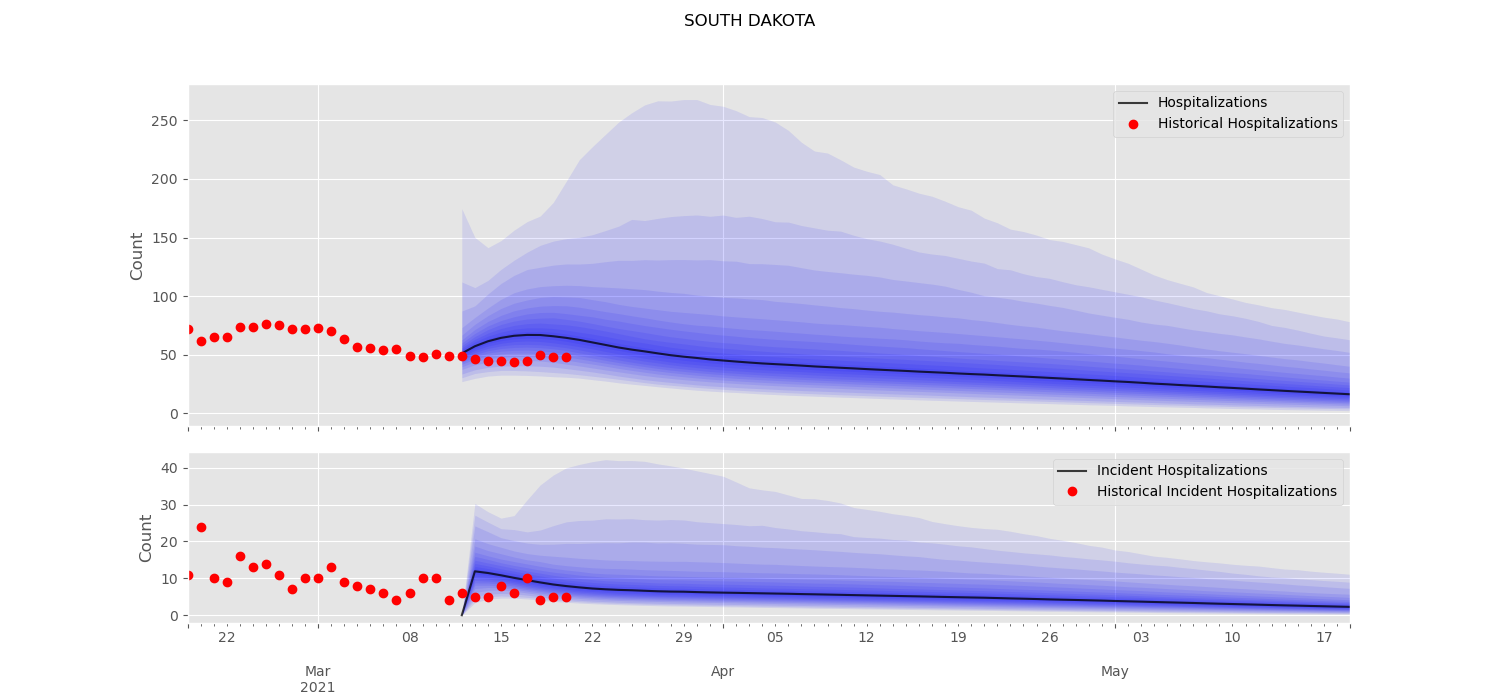 SOUTH DAKOTA
Count
250
200
150
100
50
0
Hospitalizations
Historical Hospitalizations
Count
40
30
20
10
0
Incident Hospitalizations
Historical Incident Hospitalizations
22 08 15 22 29 05 12 19 26 03 10 17
Mar Apr May
2021